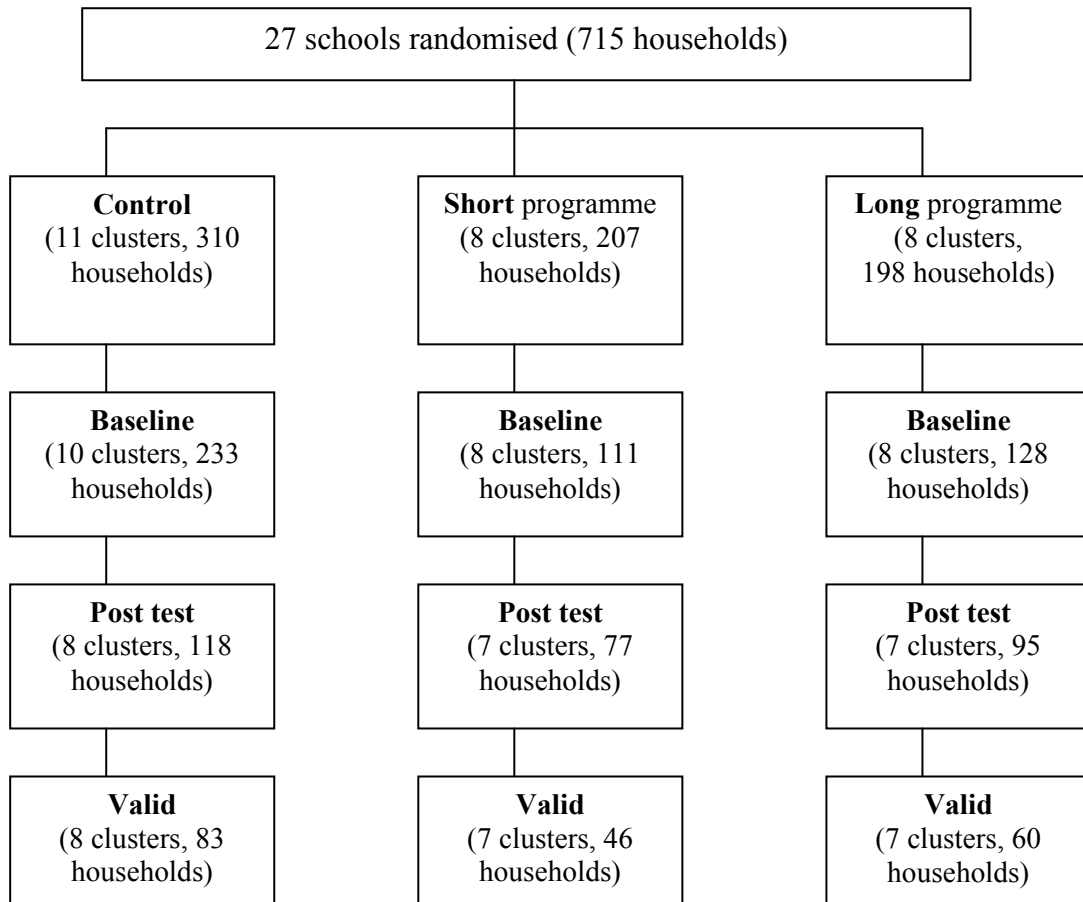 27 schools randomised (715 households)
Control
(11 clusters, 310
households)
Short programme
(8 clusters, 207
households)
Long programme
(8 clusters,
198 households)
Baseline
(10 clusters, 233
households)
Baseline
(8 clusters, 111
households)
Baseline
(8 clusters, 128
households)
Post test
(8 clusters, 118
households)
Post test
(7 clusters, 77
households)
Post test
(7 clusters, 95
households)
Valid
(8 clusters, 83
households)
Valid
(7 clusters, 46
households)
Valid
(7 clusters, 60
households)